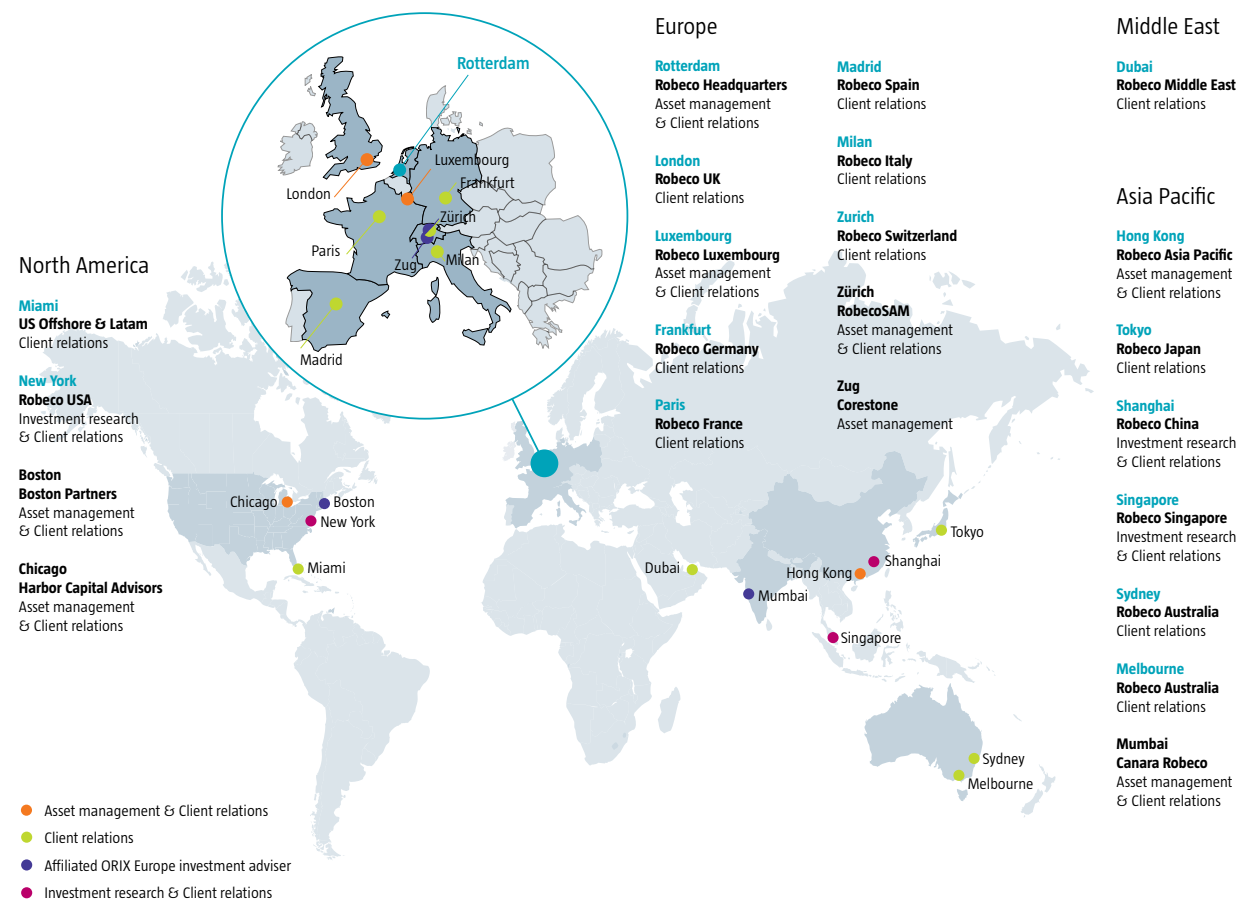 Europe
Rotterdam
Robeco Headquarters
Asset management
& Client relations
London
Robeco UK
Client relations
Luxembourg
Robeco Luxembourg
Asset management
& Client relations
Frankfurt
Robeco Germany
Client relations
Paris
Robeco France
Client relations
Madrid
Robeco Spain
Client relations
Milan
Robeco Italy
Client relations
Zurich
Robeco Switzerland
Client relations
Zürich
RobecoSAM
Asset management
& Client relations
Zug
Corestone
Asset management
Middle East
Dubai
Robeco Middle East
Client relations
Asia Pacific
Hong Kong
Robeco Asia Pacific
Asset management
& Client relations
Tokyo
Robeco Japan
Client relations
Shanghai
Robeco China
Investment research
& Client relations
Singapore
Robeco Singapore
Investment research
& Client relations
Sydney
Robeco Australia
Client relations
Melbourne
Robeco Australia
Client relations
Mumbai
Canara Robeco
Asset management
& Client relations
North America
Miami
US Offshore & Latam
Client relations
New York
Robeco USA
Investment research
& Client relations
Boston
Boston Partners
Asset management
& Client relations
Chicago
Harbor Capital Advisors
Asset management
& Client relations
Rotterdam
Luxembourg
Frankfurt
London
Zürich
Paris
Milan
Zug
Madrid
Chicago
Boston
New York
Miami
Dubai
Mumbai
Hong Kong
Shanghai
Tokyo
Singapore
Sydney
Melbourne
Asset management & Client relations
Client relations
Affiliated ORIX Europe investment adviser
Investment research & Client relations